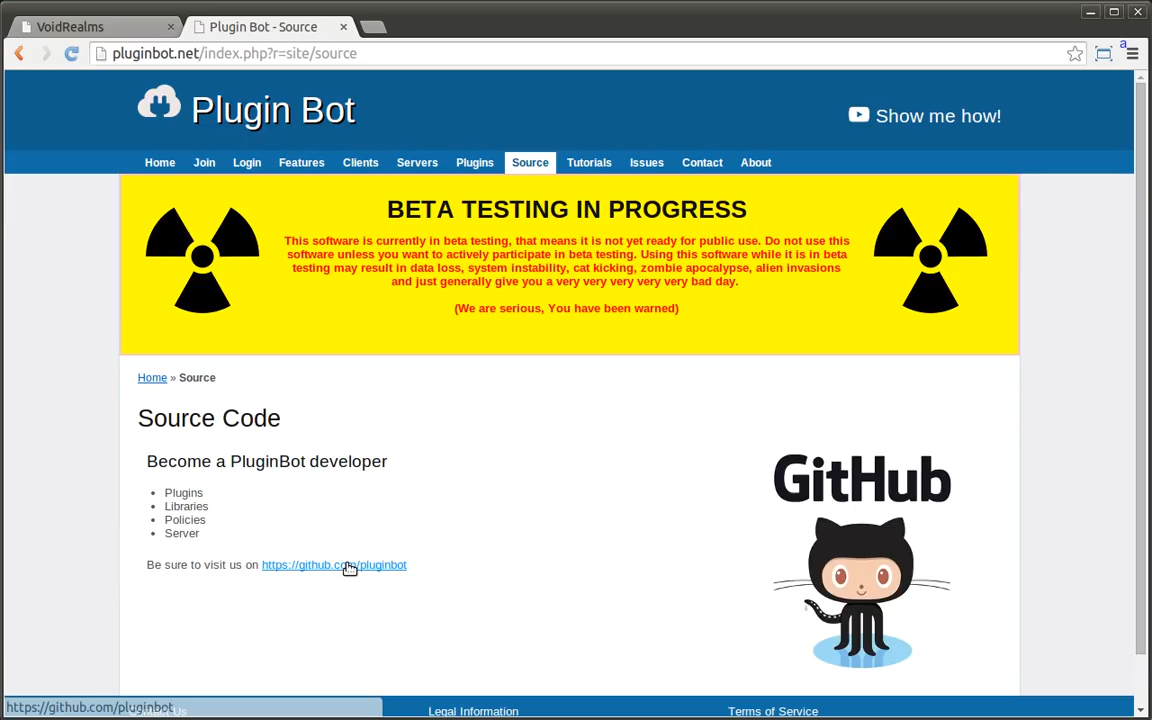 VoidRealms
Plugin Bot - Source
pluginbot.net/index.php?r=site/source
a
Plugin Bot
Show me how!
Home Join Login Features Clients Servers Plugins Source Tutorials Issues Contact About
BETA TESTING IN PROGRESS
This software is currently in beta testing, that means it is not yet ready for public use. Do not use this
software unless you want to actively participate in beta testing. Using this software while it is in beta
testing may result in data loss, system instability, cat kicking, zombie apocalypse, alien invasions
and just generally give you a very very very very very bad day.
(We are serious, You have been warned)
Home » Source
Source Code
Become a PluginBot developer
• Plugins
• Libraries
• Policies
• Server
Be sure to visit us on https://github.com/pluginbot
GitHub
https://github.com/pluginbot
Contact Us Legal Information Terms of Service